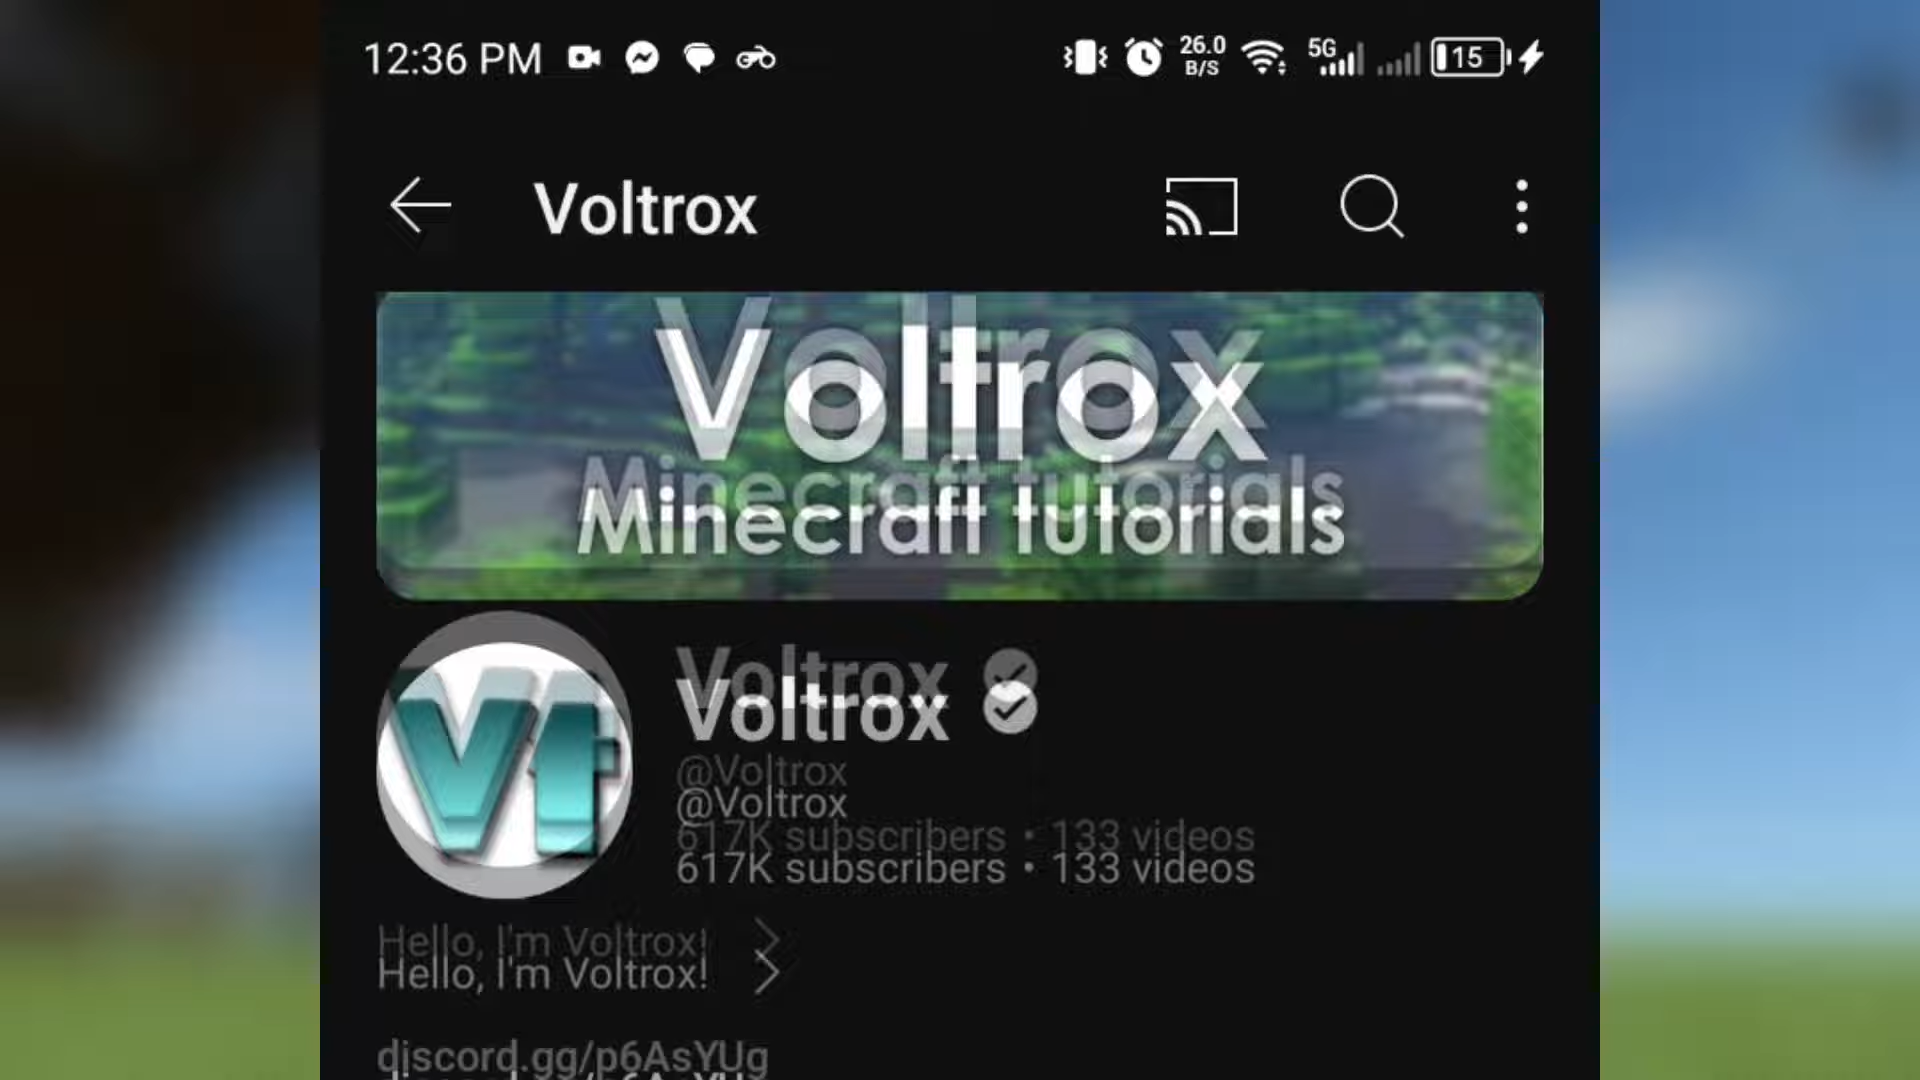 12:36 PM
26.0 B/S
5G
15
Voltrox
Voltrox
Minecraft tutorials
Vt
Voltrox
@Voltrox
617K subscribers • 133 videos
Hello, I'm Voltrox!
discord.gg/p6AsYUg